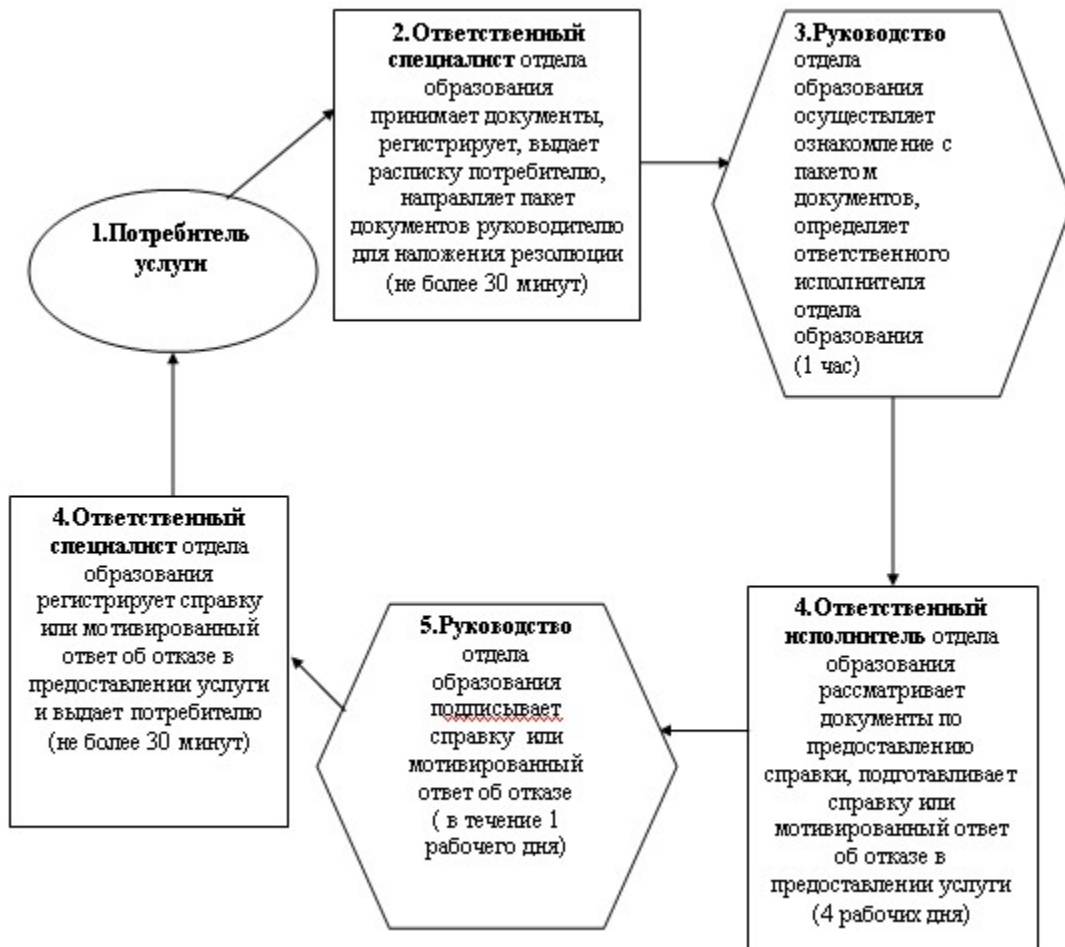 1.Потребитель
услуги
2.Ответственный
специалист отдела
образования
принимает документы,
регистрирует, выдает
расписку потребителю,
направляет пакет
документов руководителю
для наложения резолюции
(не более 30 минут)
3.Руководство
отдела
образования
осуществляет
ознакомление с
пакетом
документов,
определяет
ответственного
исполнителя
отдела
образования
(1 час)
4.Ответственный
исполнитель отдела
образования
рассматривает
документы по
предоставлению
справки, подготавливает
справку или
мотивированный ответ
об отказе в
предоставлении услуги
(4 рабочих дня)
5.Руководство
отдела
образования
подписывает
справку или
мотивированный
ответ об отказе
( в течение 1
рабочего дня)
4.Ответственный
специалист отдела
образования
регистрирует справку
или мотивированный
ответ об отказе в
предоставлении услуги
и выдает потребителю
(не более 30 минут)